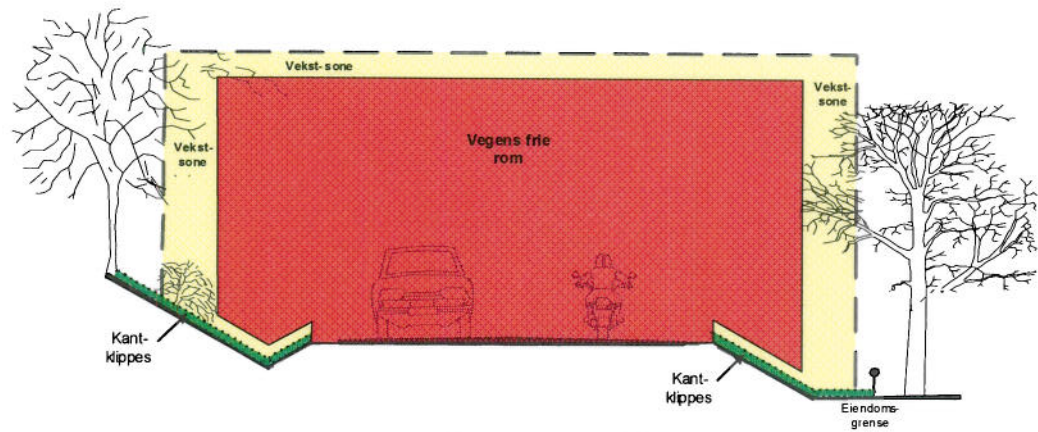 Vekst-sone
Vekst-
sone
Vekst-
sone
Vegens frie
rom
Kant-
klippes
Kant-
klippes
Eiendoms-
grense